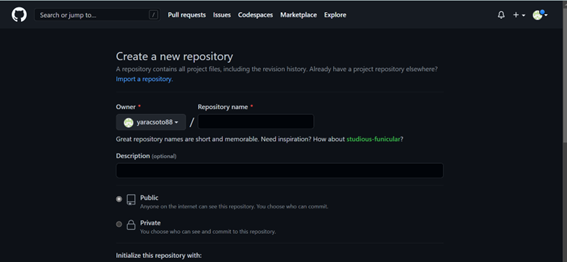 Search or jump to... / Pull requests Issues Codespaces Marketplace Explore
Create a new repository
A repository contains all project files, including the revision history. Already have a project repository elsewhere?
Import a repository.
Owner * Repository name *
yaracsoto88 /
Great repository names are short and memorable. Need inspiration? How about studious-funicular?
Description (optional)
Public
Anyone on the internet can see this repository. You choose who can commit.
Private
You choose who can see and commit to this repository.
Initialize this repository with: